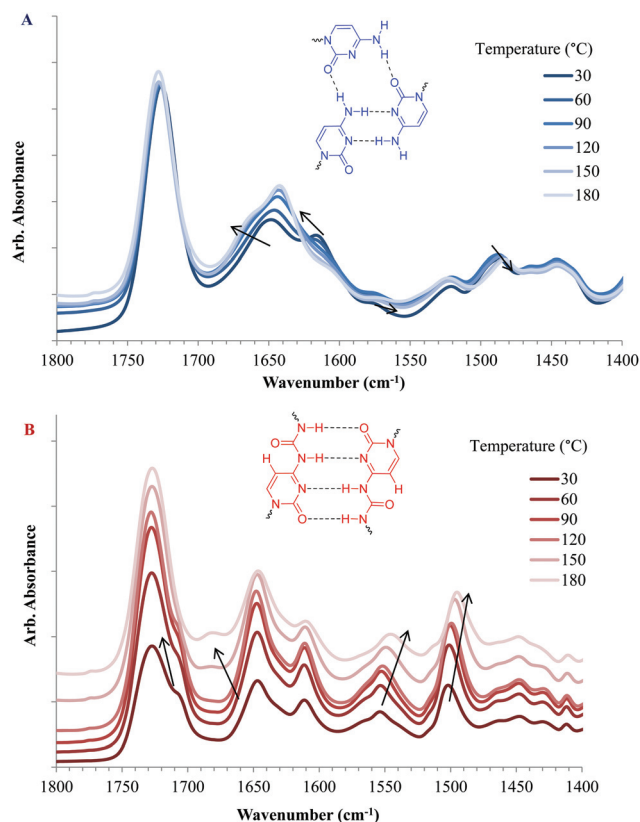 A
Temperature (°C)
30
60
90
120
150
180
N N H
N H
O
O
H N
N H N
N H N
N H
O
Arb. Absorbance
1800 1750 1700 1650 1600 1550 1500 1450 1400
Wavenumber (cm-1)
B
Temperature (°C)
30
60
90
120
150
180
N H O
O N
H N H N
N H N H
N O
O H N
Arb. Absorbance
1800 1750 1700 1650 1600 1550 1500 1450 1400
Wavenumber (cm-1)